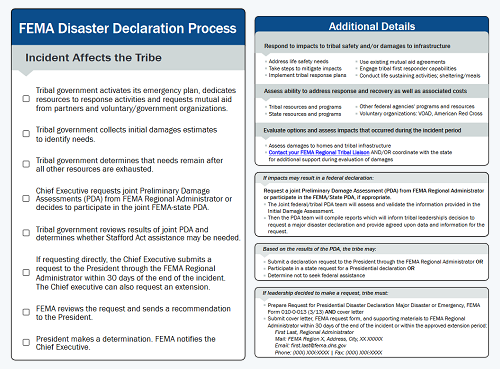 FEMA Disaster Declaration Process
Incident Affects the Tribe
Tribal government activates its emergency plan, dedicates
resources to response activities and requests mutual aid
from partners and voluntary/government organizations.
Tribal government collects initial damages estimates
to identify needs.
Tribal government determines that needs remain after
all other resources are exhausted.
Chief Executive requests joint Preliminary Damage
Assessments (PDA) from FEMA Regional Administrator or
decides to participate in the joint FEMA-state PDA.
Tribal government reviews results of joint PDA and
determines whether Stafford Act assistance may be needed.
If requesting directly, the Chief Executive submits a
request to the President through the FEMA Regional
Administrator within 30 days of the end of the incident.
The Chief executive can also request an extension.
FEMA reviews the request and sends a recommendation
to the President.
President makes a determination. FEMA notifies the
Chief Executive.
Additional Details
Respond to impacts to tribal safety and/or damages to infrastructure
Address life safety needs
Take steps to mitigate impacts
Implement tribal response plans
Use existing mutual aid agreements
Engage tribal first responder capabilities
Conduct life sustaining activities; sheltering/meals
Assess ability to address response and recovery as well as associated costs
Tribal resources and programs
State resources and programs
Other federal agencies' programs and resources
Voluntary organizations: VOAD, American Red Cross
Evaluate options and assess impacts that occurred during the incident period
Assess damages to homes and tribal infrastructure
Contact your FEMA Regional Tribal Liaison AND/OR coordinate with the state
for additional support during evaluation of damages
If impacts may result in a federal declaration:
Request a joint Preliminary Damage Assessment (PDA) from FEMA Regional Administrator
or participate in the FEMA/State PDA, if appropriate.
The Joint federal/tribal PDA team will assess and validate the information provided in the
Initial Damage Assessment.
Then the PDA team will compile reports which will inform tribal leadership's decision to
request a major disaster declaration and provide agreed upon data and information for the
request.
Based on the results of the PDA, the tribe may:
Submit a declaration request to the President through the FEMA Regional Administrator OR
Participate in a state request for a Presidential declaration OR
Determine not to seek federal assistance
If leadership decided to make a request, tribe must:
Prepare Request for Presidential Disaster Declaration Major Disaster or Emergency, FEMA
Form 010-0-13 (3/13) AND cover letter
Submit cover letter, FEMA request form, and supporting materials to FEMA Regional
Administrator within 30 days of the end of the incident or within the approved extension period:
First Last, Regional Administrator
Mail: FEMA Region X, Address, City, XX XXXXX
Email: first.last@fema.dhs.gov
Phone: (XXX) XXX-XXXX | Fax: (XXX) XXX-XXXX